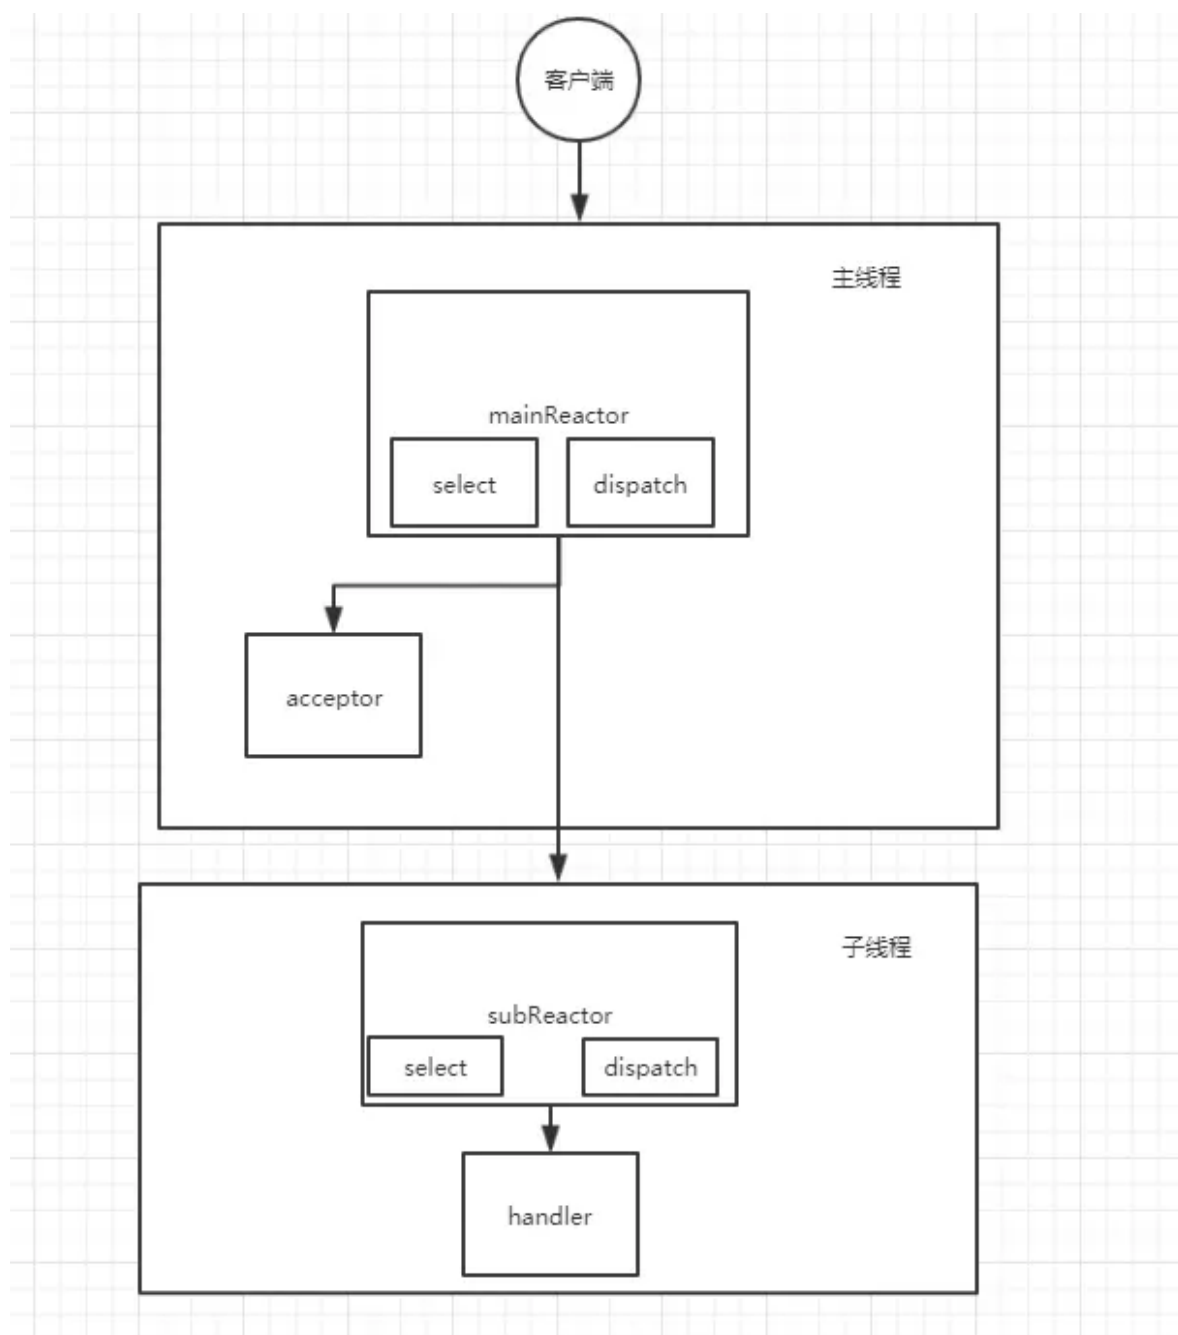 客户端
主线程
mainReactor
select
dispatch
acceptor
子线程
subReactor
select
dispatch
handler